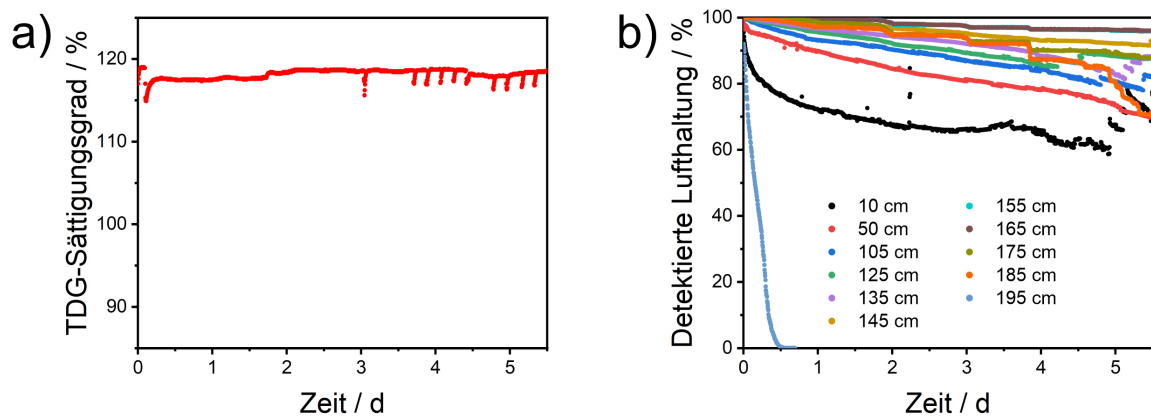 a)
TDG-Sättigungsgrad / %
120
110
100
90
0 1 2 3 4 5
Zeit / d
b)
Detektierte Lufthaltung / %
100
80
60
40
20
0
10 cm 155 cm
50 cm 165 cm
105 cm 175 cm
125 cm 185 cm
135 cm 195 cm
145 cm
0 1 2 3 4 5
Zeit / d